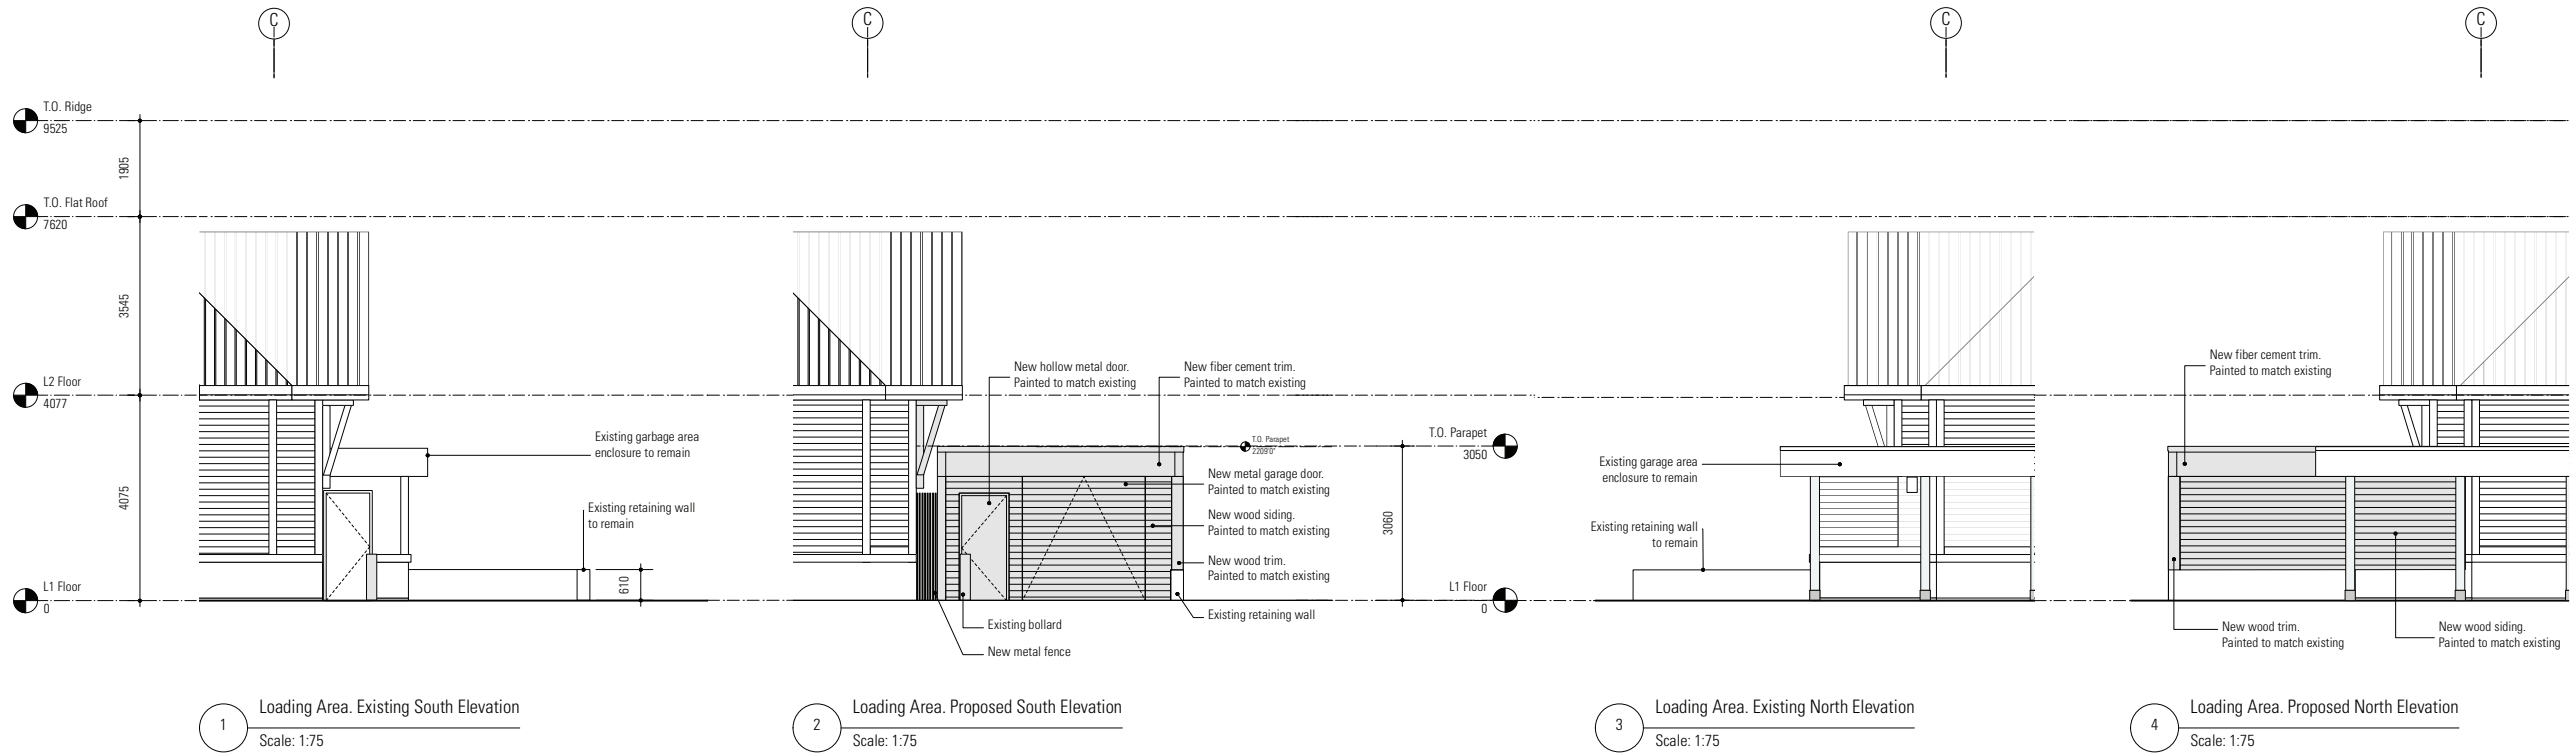 C
C
C
C
T.O. Ridge
9525
1905
T.O. Flat Roof
7620
3545
L2 Floor
4077
4075
L1 Floor
0
Existing garbage area
enclosure to remain
Existing retaining wall
to remain
610
New hollow metal door.
Painted to match existing
New fiber cement trim.
Painted to match existing
T.O. Parapet
2209'0"
New metal garage door.
Painted to match existing
New wood siding.
Painted to match existing
New wood trim.
Painted to match existing
Existing retaining wall
Existing bollard
New metal fence
3060
T.O. Parapet
3050
L1 Floor
0
Existing garage area
enclosure to remain
Existing retaining wall
to remain
New fiber cement trim.
Painted to match existing
New wood trim.
Painted to match existing
New wood siding.
Painted to match existing
1
Loading Area. Existing South Elevation
Scale: 1:75
2
Loading Area. Proposed South Elevation
Scale: 1:75
3
Loading Area. Existing North Elevation
Scale: 1:75
4
Loading Area. Proposed North Elevation
Scale: 1:75